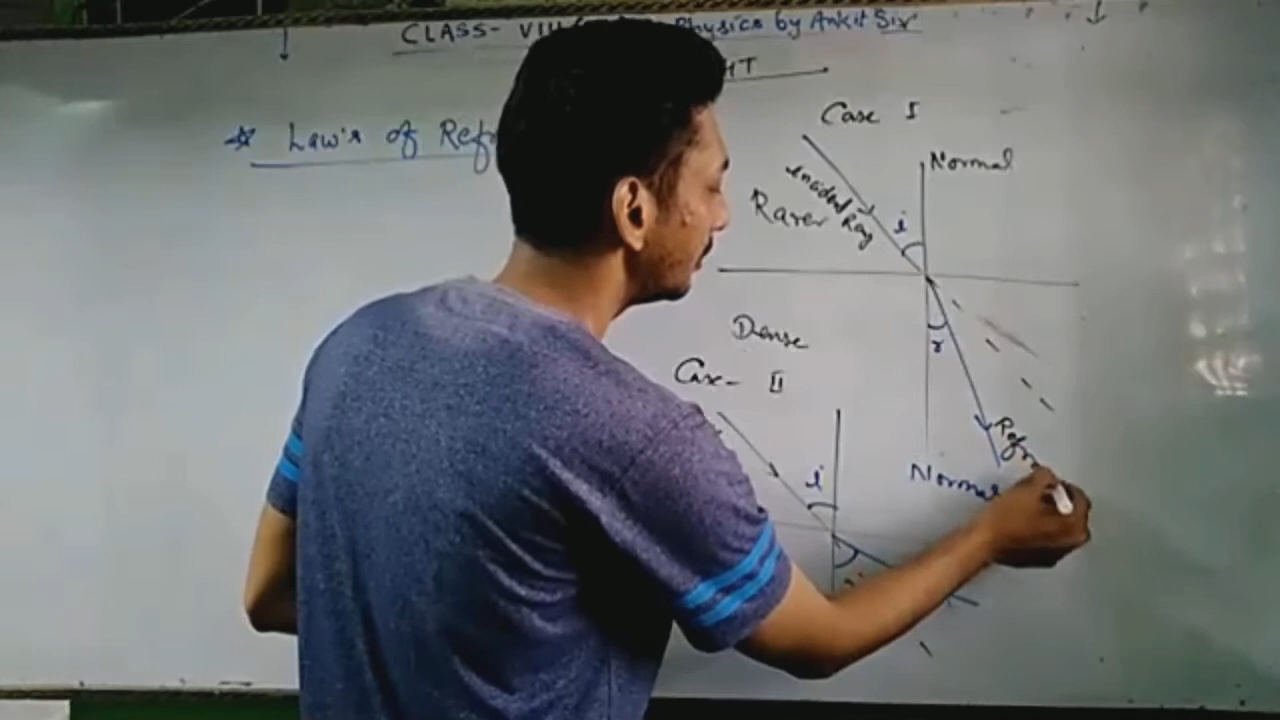 CLASS- VIII Physics by Ankit Sir
HT
☆ Law's of Refr
Case I
Normal
Incident Ray
Rarer
i
r
Dense
Case- II
i
Refr
Normal